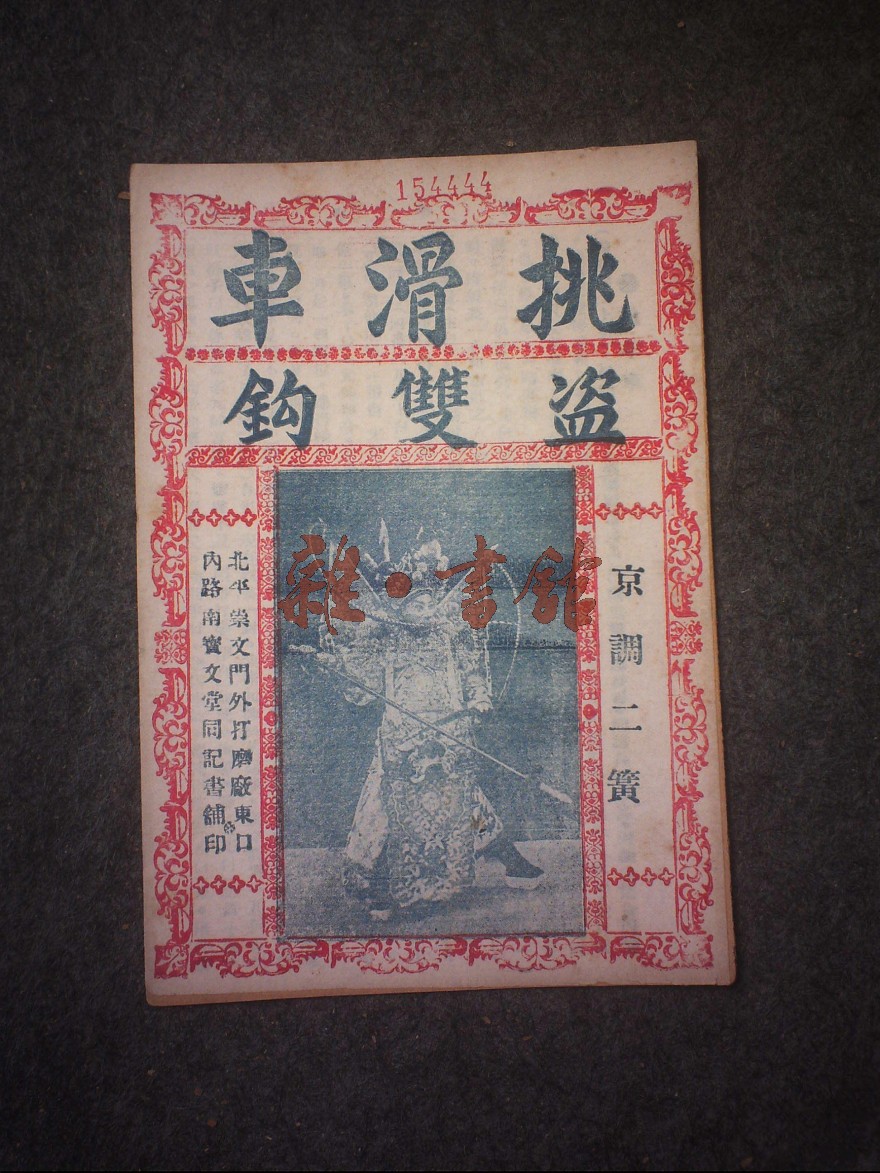 154444
挑滑車
盜雙鈎
京調二簧
北平崇文門外打磨廠東口
內路南寶文堂同記書舖印
雜·書館